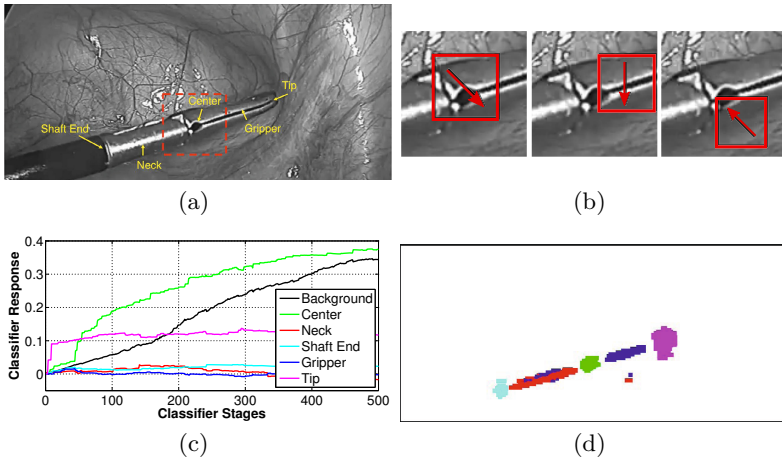 Tip
Center
Gripper
Shaft End
Neck
(a)
(b)
0.4
0.3
0.2
0.1
0
0
100
200
300
400
500
Classifier Response
Classifier Stages
Background
Center
Neck
Shaft End
Gripper
Tip
(c)
(d)